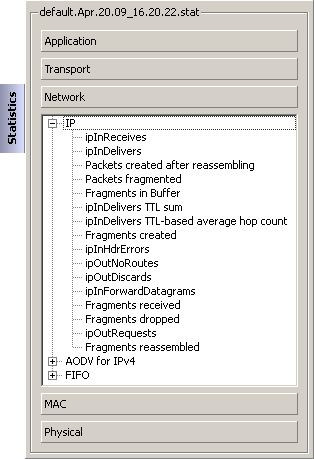 default.Apr.20.09_16.20.22.stat
Application
Transport
Network
Statistics
IP
ipInReceives
ipInDelivers
Packets created after reassembling
Packets fragmented
Fragments in Buffer
ipInDelivers TTL sum
ipInDelivers TTL-based average hop count
Fragments created
ipInHdrErrors
ipOutNoRoutes
ipOutDiscards
ipInForwardDatagrams
Fragments received
Fragments dropped
ipOutRequests
Fragments reassembled
AODV for IPv4
FIFO
MAC
Physical